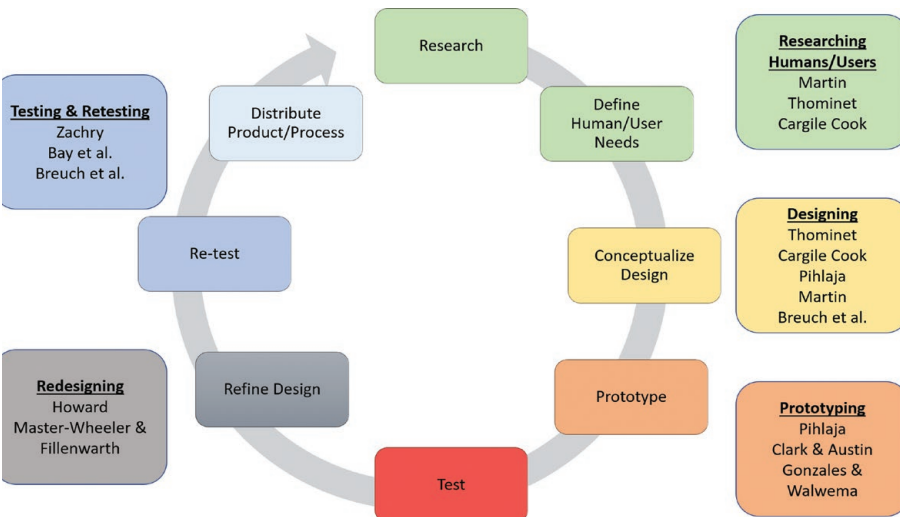 Research
Define
Human/User
Needs
Conceptualize
Design
Prototype
Test
Refine Design
Re-test
Distribute
Product/Process
Researching
Humans/Users
Martin
Thominet
Cargile Cook
Designing
Thominet
Cargile Cook
Pihlaja
Martin
Breuch et al.
Prototyping
Pihlaja
Clark & Austin
Gonzales &
Walwema
Redesigning
Howard
Master-Wheeler &
Fillenwarth
Testing & Retesting
Zachry
Bay et al.
Breuch et al.